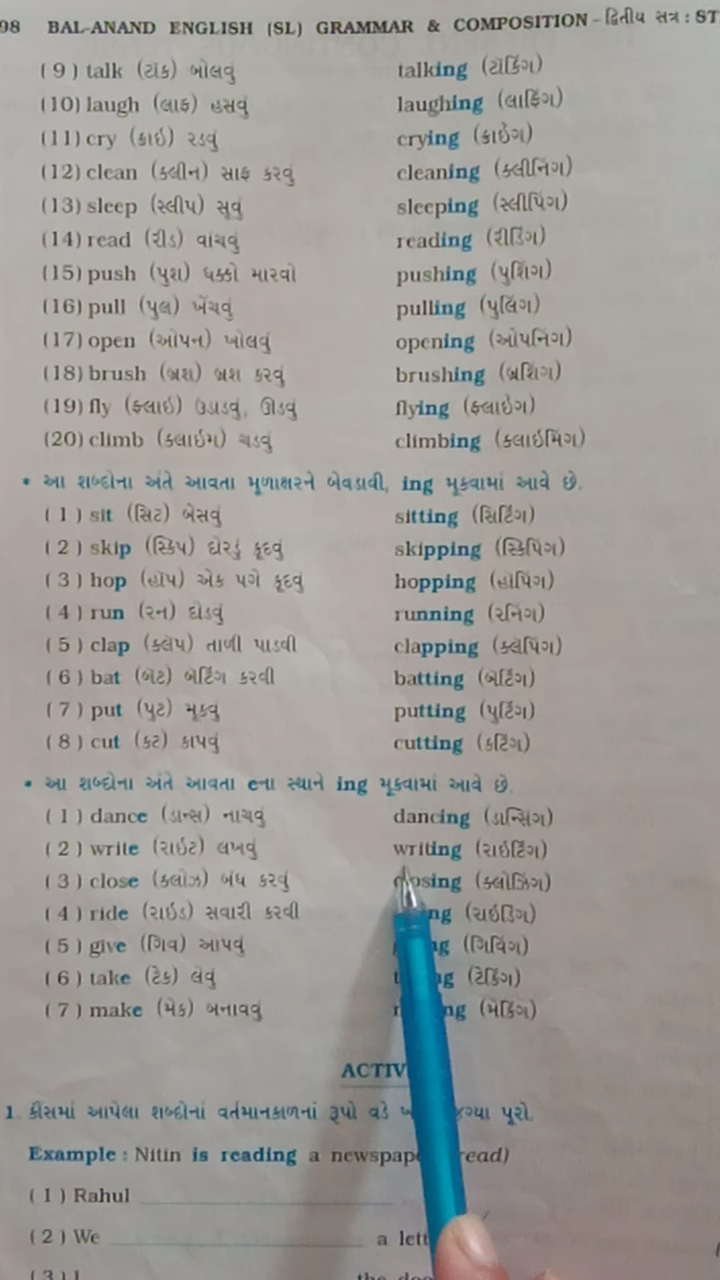 98 BAL-ANAND ENGLISH (SL) GRAMMAR & COMPOSITION - દ્વિતીય સત્ર : ST
( 9 ) talk (ટૉક) બોલવું talking (ટૉકિંગ)
(10) laugh (લાફ) હસવું laughing (લાફિંગ)
(11) cry (ક્રાઇ) રડવું crying (ક્રાઇંગ)
(12) clean (ક્લીન) સાફ કરવું cleaning (ક્લીનિંગ)
(13) sleep (સ્લીપ) સૂવું sleeping (સ્લીપિંગ)
(14) read (રીડ) વાંચવું reading (રીડિંગ)
(15) push (પુશ) ધક્કો મારવો pushing (પુશિંગ)
(16) pull (પુલ) ખેંચવું pulling (પુલિંગ)
(17) open (ઓપન) ખોલવું opening (ઓપનિંગ)
(18) brush (બ્રશ) બ્રશ કરવું brushing (બ્રશિંગ)
(19) fly (ફ્લાઇ) ઉડાડવું, ઊડવું flying (ફ્લાઇંગ)
(20) climb (ક્લાઇમ) ચડવું climbing (ક્લાઇમિંગ)
• આ શબ્દોના અંતે આવતા મૂળાક્ષરને બેવડાવી, ing મૂકવામાં આવે છે.
( 1 ) sit (સિટ) બેસવું sitting (સિટિંગ)
( 2 ) skip (સ્કિપ) દોરડું કૂદવું skipping (સ્કિપિંગ)
( 3 ) hop (હૉપ) એક પગે કૂદવું hopping (હૉપિંગ)
( 4 ) run (રન) દોડવું running (રનિંગ)
( 5 ) clap (ક્લૅપ) તાળી પાડવી clapping (ક્લૅપિંગ)
( 6 ) bat (બૅટ) બૅટિંગ કરવી batting (બૅટિંગ)
( 7 ) put (પુટ) મૂકવું putting (પુટિંગ)
( 8 ) cut (કટ) કાપવું cutting (કટિંગ)
• આ શબ્દોના અંતે આવતા eના સ્થાને ing મૂકવામાં આવે છે.
( 1 ) dance (ડાન્સ) નાચવું dancing (ડાન્સિંગ)
( 2 ) write (રાઇટ) લખવું writing (રાઇટિંગ)
( 3 ) close (ક્લોઝ) બંધ કરવું closing (ક્લોઝિંગ)
( 4 ) ride (રાઇડ) સવારી કરવી ng (રાઇડિંગ)
( 5 ) give (ગિવ) આપવું g (ગિવિંગ)
( 6 ) take (ટેક) લેવું ng (ટેકિંગ)
( 7 ) make (મેક) બનાવવું ng (મેકિંગ)
ACTIV
1. કૌંસમાં આપેલા શબ્દોનાં વર્તમાનકાળનાં રૂપો વડે પૂરો.
Example : Nitin is reading a newspap read)
( 1 ) Rahul
( 2 ) We a lett
( 3 ) I the doo